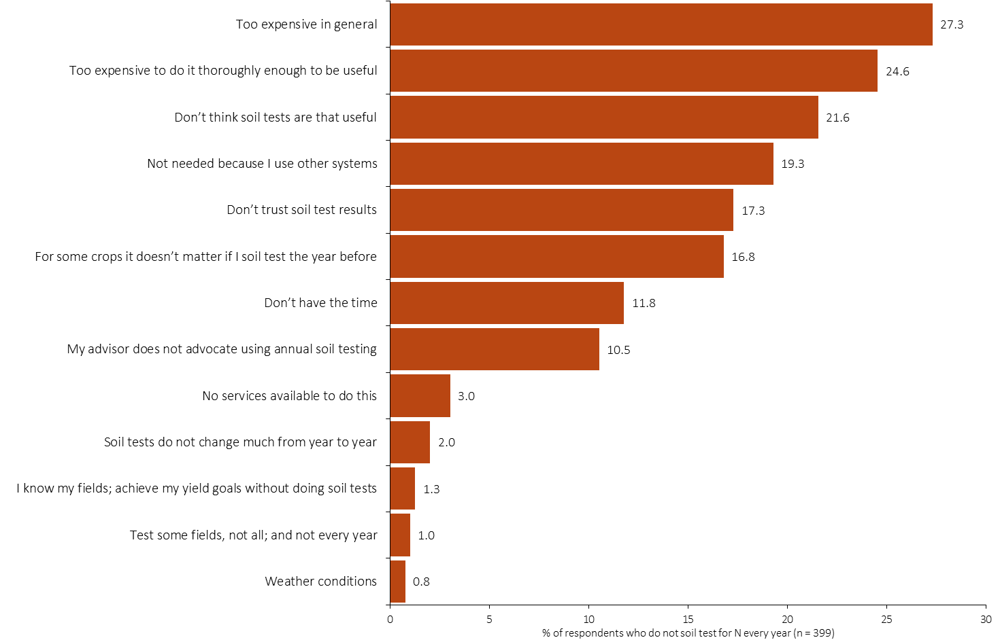 Too expensive in general 27.3
Too expensive to do it thoroughly enough to be useful 24.6
Don’t think soil tests are that useful 21.6
Not needed because I use other systems 19.3
Don’t trust soil test results 17.3
For some crops it doesn’t matter if I soil test the year before 16.8
Don’t have the time 11.8
My advisor does not advocate using annual soil testing 10.5
No services available to do this 3.0
Soil tests do not change much from year to year 2.0
I know my fields; achieve my yield goals without doing soil tests 1.3
Test some fields, not all; and not every year 1.0
Weather conditions 0.8
0 5 10 15 20 25 30
% of respondents who do not soil test for N every year (n = 399)